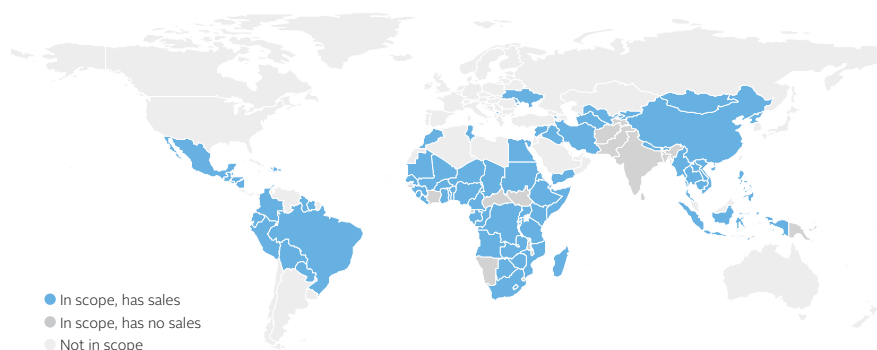 In scope, has sales
In scope, has no sales
Not in scope